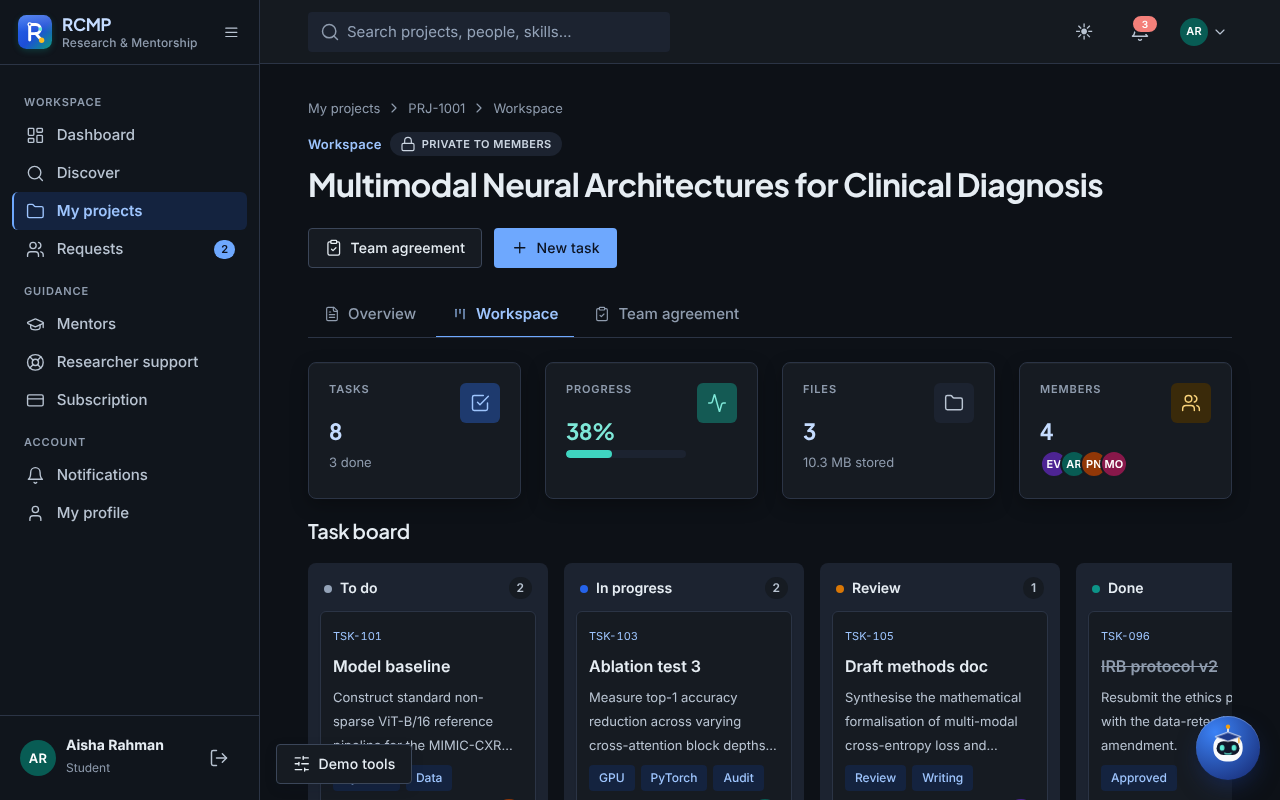 RCMP
Research & Mentorship
Search projects, people, skills...
3
AR
WORKSPACE
Dashboard
Discover
My projects
Requests
2
GUIDANCE
Mentors
Researcher support
Subscription
ACCOUNT
Notifications
My profile
AR
Aisha Rahman
Student
My projects
PRJ-1001
Workspace
Workspace
PRIVATE TO MEMBERS
Multimodal Neural Architectures for Clinical Diagnosis
Team agreement
New task
Overview
Workspace
Team agreement
TASKS
8
3 done
PROGRESS
38%
FILES
3
10.3 MB stored
MEMBERS
4
EV AR PN MO
Task board
To do
2
TSK-101
Model baseline
Construct standard non-
sparse ViT-B/16 reference
pipeline for the MIMIC-CXR...
Data
Demo tools
In progress
2
TSK-103
Ablation test 3
Measure top-1 accuracy
reduction across varying
cross-attention block depths...
GPU
PyTorch
Audit
Review
1
TSK-105
Draft methods doc
Synthesise the mathematical
formalisation of multi-modal
cross-entropy loss and...
Review
Writing
Done
TSK-096
IRB protocol v2
Resubmit the ethics
with the
amendment.
Approved